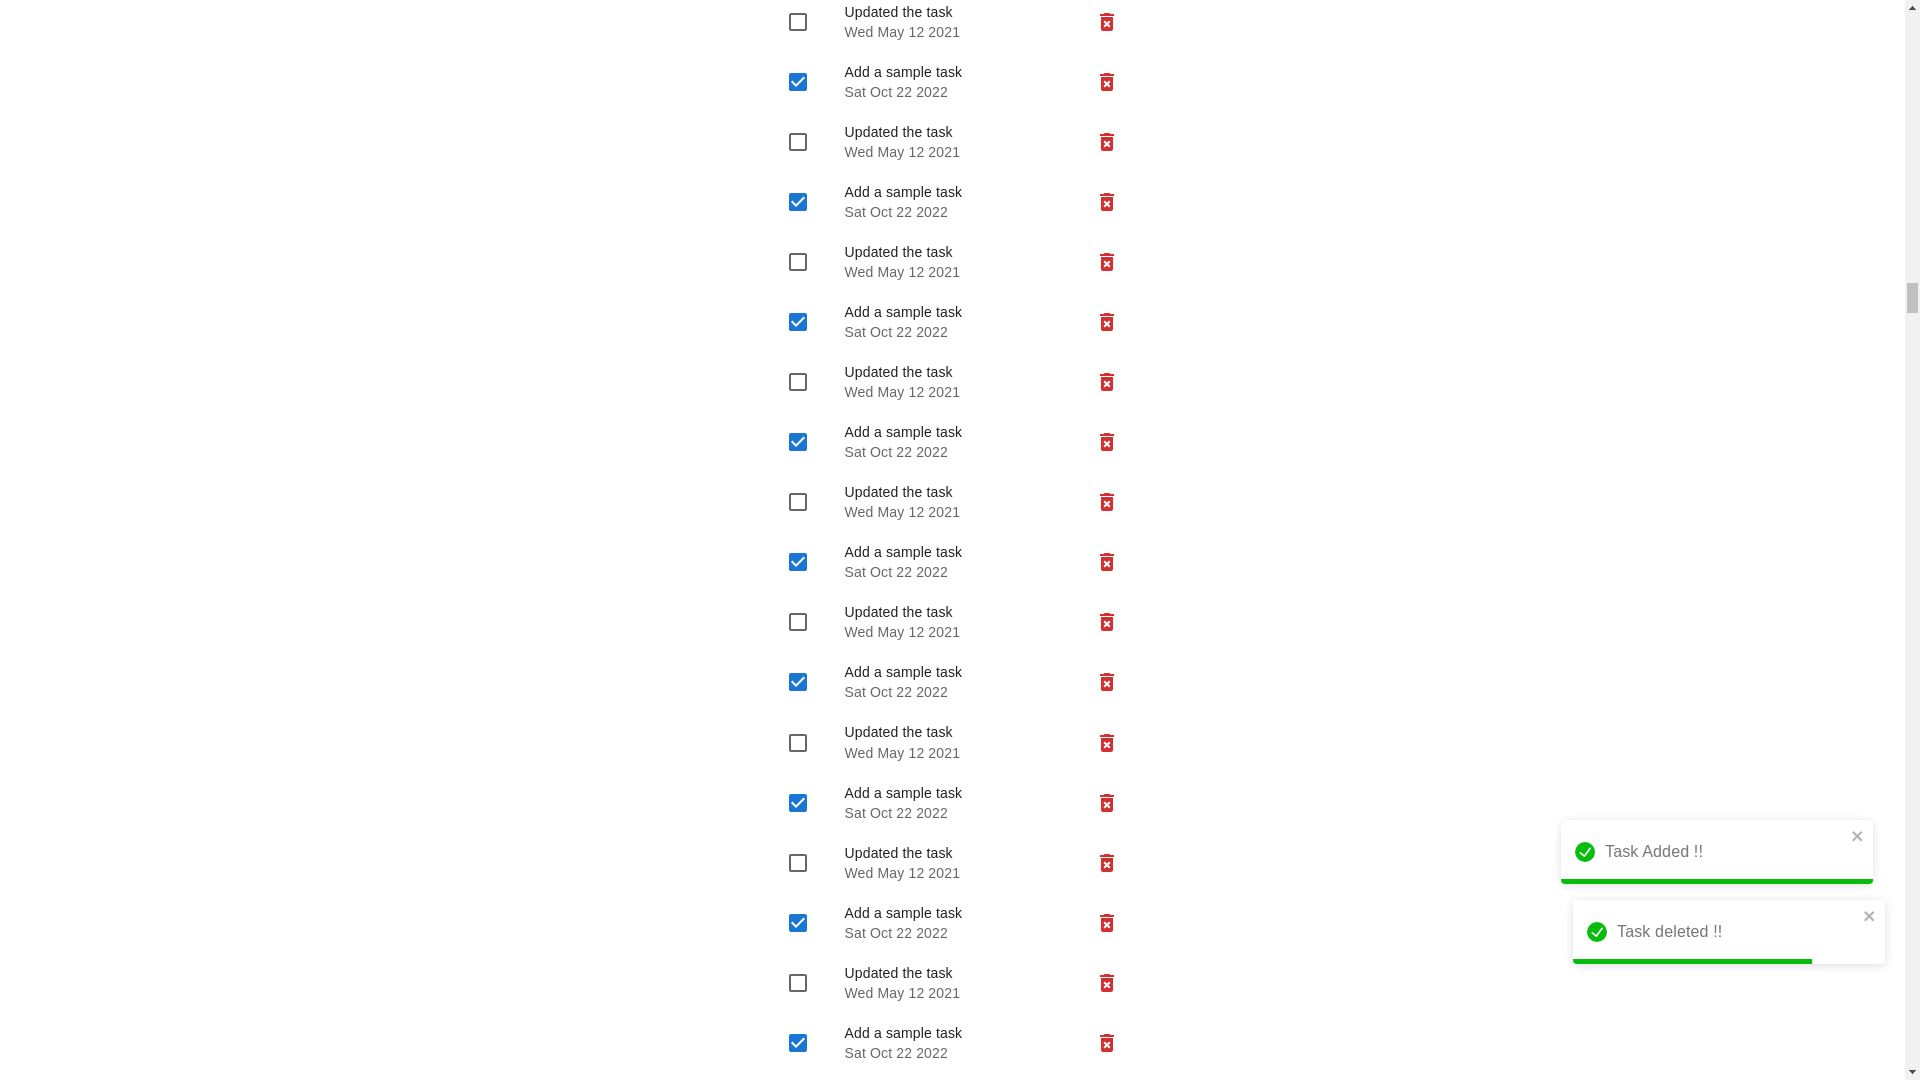 Updated the task
Wed May 12 2021
Add a sample task
Sat Oct 22 2022
Updated the task
Wed May 12 2021
Add a sample task
Sat Oct 22 2022
Updated the task
Wed May 12 2021
Add a sample task
Sat Oct 22 2022
Updated the task
Wed May 12 2021
Add a sample task
Sat Oct 22 2022
Updated the task
Wed May 12 2021
Add a sample task
Sat Oct 22 2022
Updated the task
Wed May 12 2021
Add a sample task
Sat Oct 22 2022
Updated the task
Wed May 12 2021
Add a sample task
Sat Oct 22 2022
Updated the task
Wed May 12 2021
Add a sample task
Sat Oct 22 2022
Updated the task
Wed May 12 2021
Add a sample task
Sat Oct 22 2022
Task Added !!
Task deleted !!